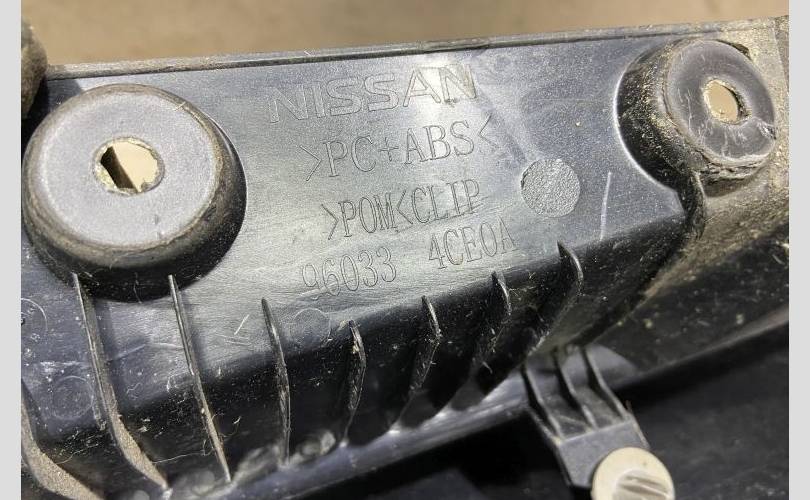 NISSAN
>PC+ABS<
>POM<CLIP
96033 4CE0A